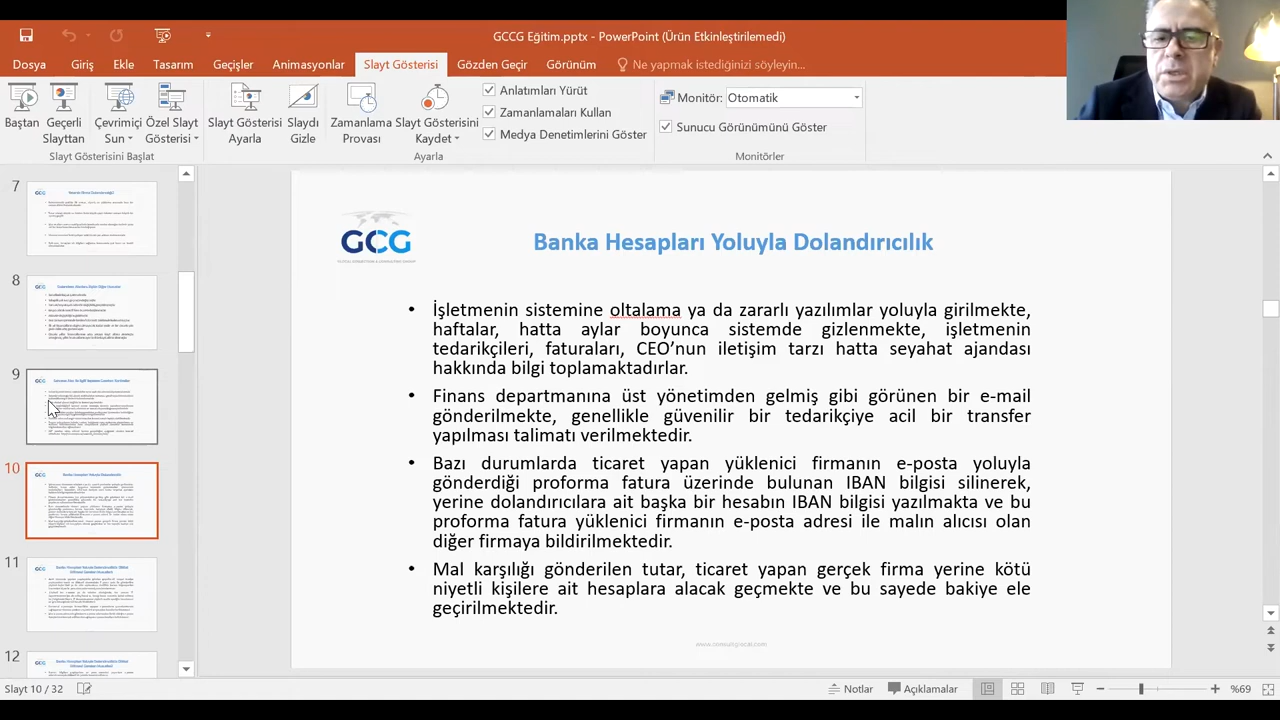 GCCG Eğitim.pptx - PowerPoint (Ürün Etkinleştirilemedi)
Dosya Giriş Ekle Tasarım Geçişler Animasyonlar Slayt Gösterisi Gözden Geçir Görünüm Ne yapmak istediğinizi söyleyin...
Baştan
Geçerli Slayttan
Çevrimiçi Sun
Özel Slayt Gösterisi
Slayt Gösterisini Başlat
Slayt Gösterisi Ayarla
Slaydı Gizle
Zamanlama Provası
Slayt Gösterisini Kaydet
Anlatımları Yürüt
Zamanlamaları Kullan
Medya Denetimlerini Göster
Ayarla
Monitör: Otomatik
Sunucu Görünümünü Göster
Monitörler
7
8
9
10
11
12
GCG
Banka Hesapları Yoluyla Dolandırıcılık
• İşletmenin sistemine oltalama ya da zararlı yazılımlar yoluyla girilmekte,
haftalar, hatta aylar boyunca sistemde gizlenmekte, işletmenin
tedarikçileri, faturaları, CEO’nun iletişim tarzı hatta seyahat ajandası
hakkında bilgi toplamaktadırlar.
• Finans departmanına üst yönetimden gelmiş gibi görünen bir e-mail
gönderilmekte, genellikle güvenilir bir tedarikçiye acil bir transfer
yapılması talimatı verilmektedir.
• Bazı durumlarda ticaret yapan yüklenici firmanın e-posta yoluyla
gönderdiği proforma fatura üzerinde bulunan IBAN bilgisi silinerek,
yerine dolandırıcılara ait başka bir hesabın IBAN bilgisi yazılmakta ve bu
proforma fatura yüklenici firmanın e-posta adresi ile malın alıcısı olan
diğer firmaya bildirilmektedir.
• Mal karşılığı gönderilen tutar, ticaret yapan gerçek firma yerine kötü
niyetli kişilere ait hesaplara alacak geçmekte ve bu sayede bakiye ele
geçirilmektedir.
Slayt 10 / 32
Notlar Açıklamalar %69